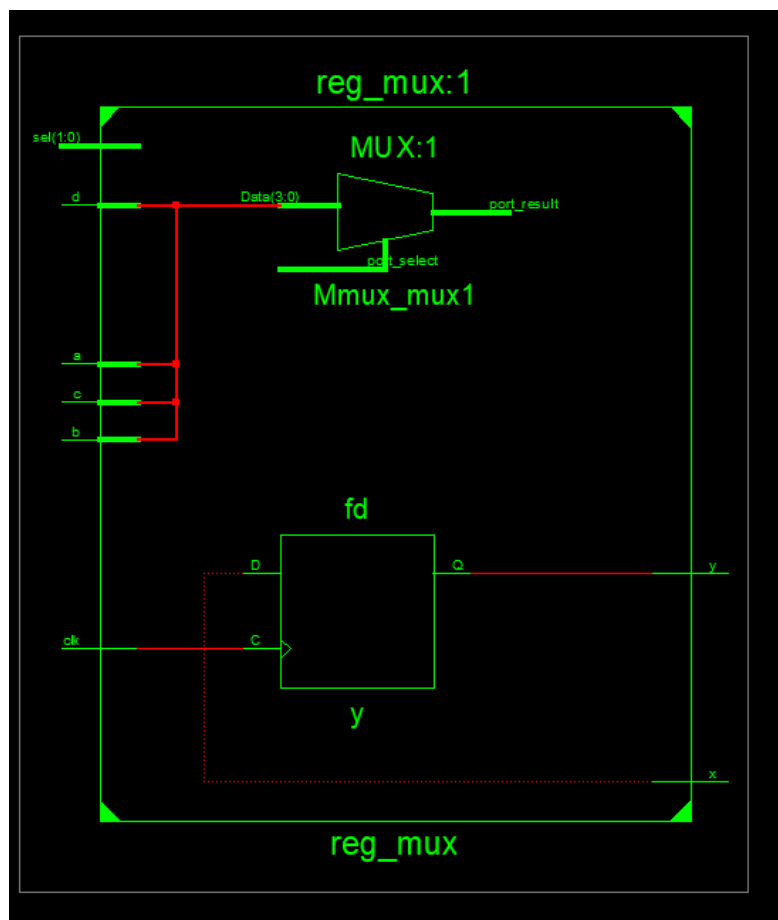 reg_mux:1
sel(1:0)
MUX:1
d
Data(3:0)
port_result
port_select
Mmux_mux1
a
c
b
fd
D
Q
y
clk
C
y
x
reg_mux